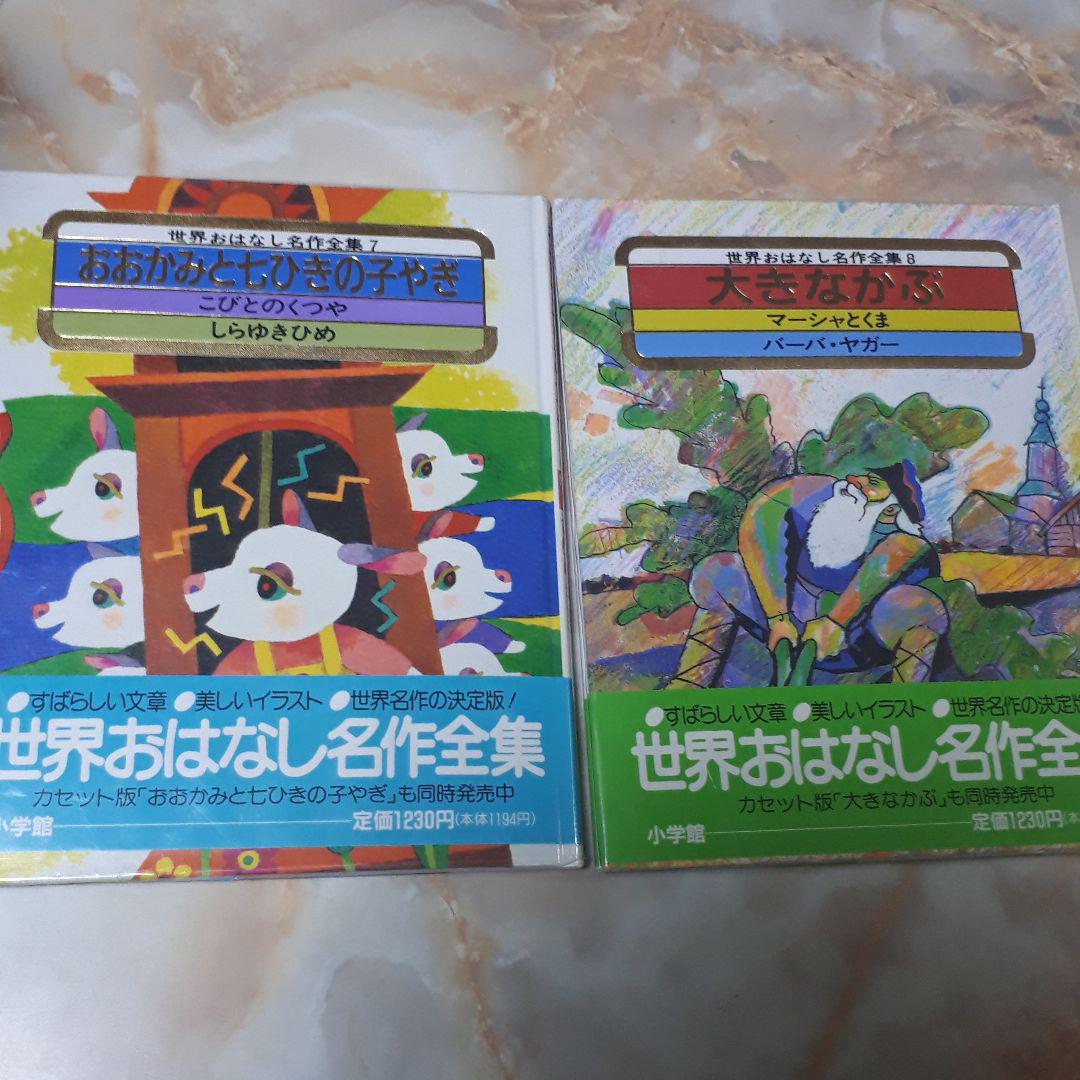 世界おはなし名作全集7
おおかみと七ひきの子やぎ
こびとのくつや
しらゆきひめ
●すばらしい文章 ●美しいイラスト ●世界名作の決定版!
世界おはなし名作全集
カセット版「おおかみと七ひきの子やぎ」も同時発売中
小学館
定価1230円(本体1194円)
世界おはなし名作全集8
大きなかぶ
マーシャとくま
バーバ・ヤガー
●すばらしい文章 ●美しいイラスト ●世界名作の決定版
世界おはなし名作全
カセット版「大きなかぶ」も同時発売中
小学館
定価1230円(本